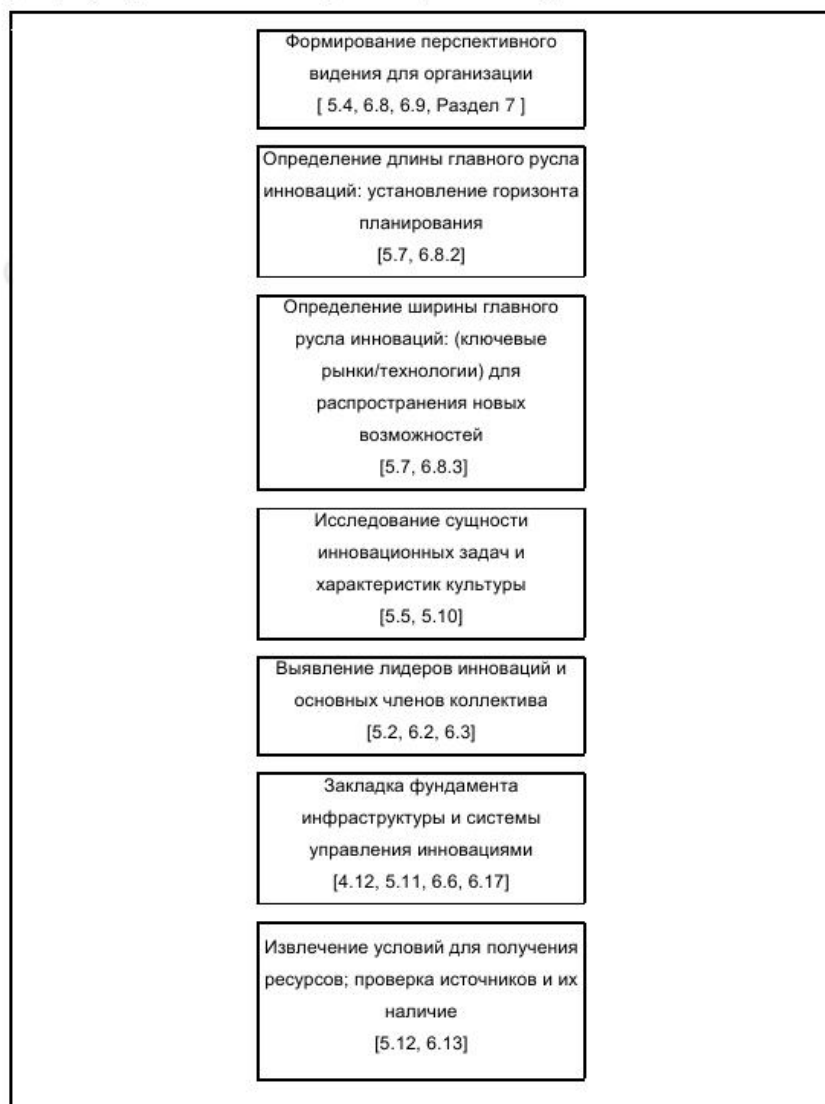 Формирование перспективного
видения для организации
[ 5.4, 6.8, 6.9, Раздел 7 ]
Определение длины главного русла
инноваций: установление горизонта
планирования
[5.7, 6.8.2]
Определение ширины главного
русла инноваций: (ключевые
рынки/технологии) для
распространения новых
возможностей
[5.7, 6.8.3]
Исследование сущности
инновационных задач и
характеристик культуры
[5.5, 5.10]
Выявление лидеров инноваций и
основных членов коллектива
[5.2, 6.2, 6.3]
Закладка фундамента
инфраструктуры и системы
управления инновациями
[4.12, 5.11, 6.6, 6.17]
Извлечение условий для получения
ресурсов; проверка источников и их
наличие
[5.12, 6.13]